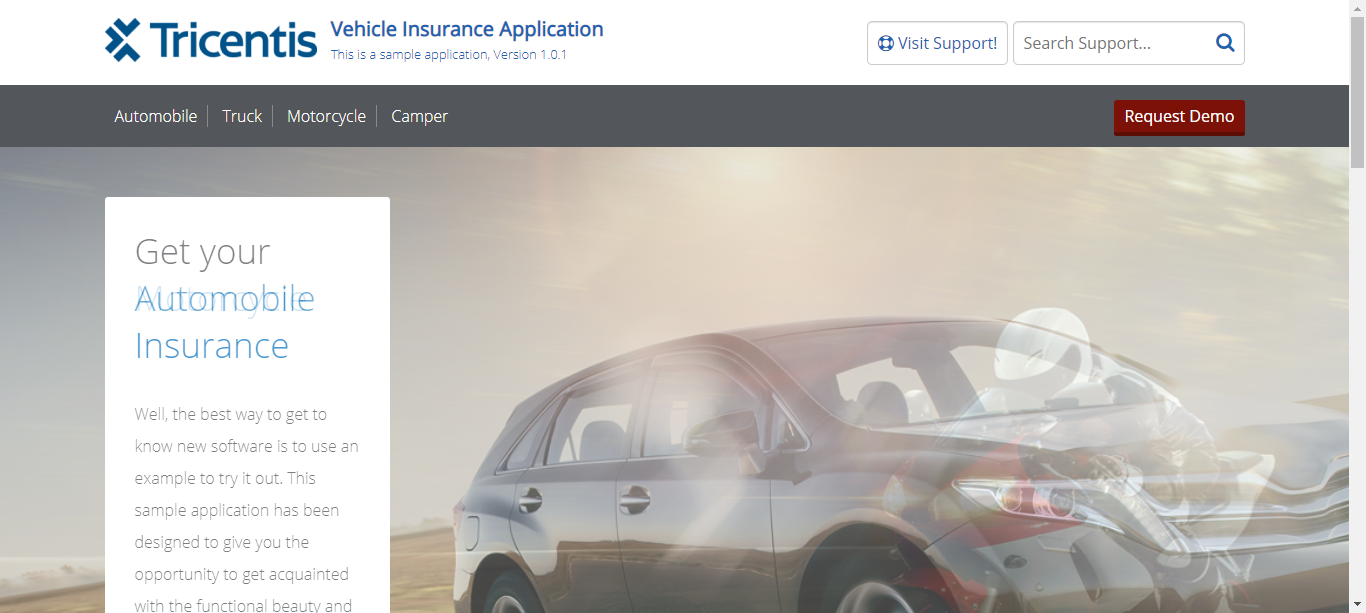 Tricentis
Vehicle Insurance Application
This is a sample application, Version 1.0.1
Visit Support!
Search Support...
Automobile
Truck
Motorcycle
Camper
Request Demo
Get your
Automobile
Insurance
Well, the best way to get to
know new software is to use an
example to try it out. This
sample application has been
designed to give you the
opportunity to get acquainted
with the functional beauty and